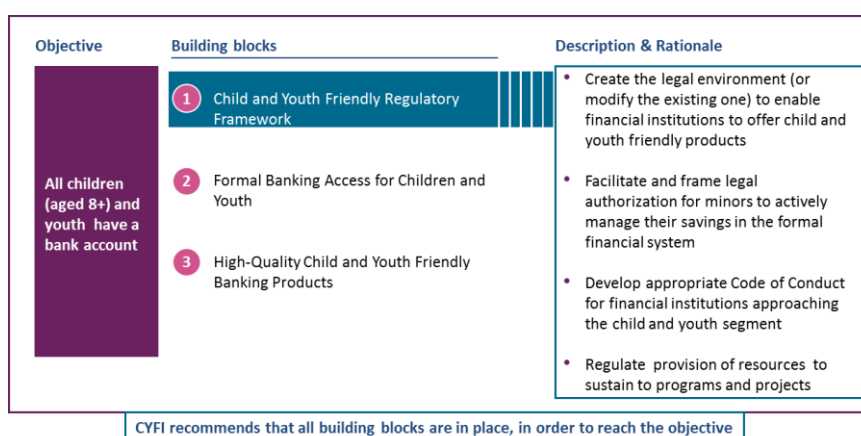 Objective
Building blocks
Description & Rationale
All children
(aged 8+) and
youth have a
bank account
1
Child and Youth Friendly Regulatory
Framework
2
Formal Banking Access for Children and
Youth
3
High-Quality Child and Youth Friendly
Banking Products
• Create the legal environment (or
modify the existing one) to enable
financial institutions to offer child and
youth friendly products
• Facilitate and frame legal
authorization for minors to actively
manage their savings in the formal
financial system
• Develop appropriate Code of Conduct
for financial institutions approaching
the child and youth segment
• Regulate provision of resources to
sustain to programs and projects
CYFI recommends that all building blocks are in place, in order to reach the objective